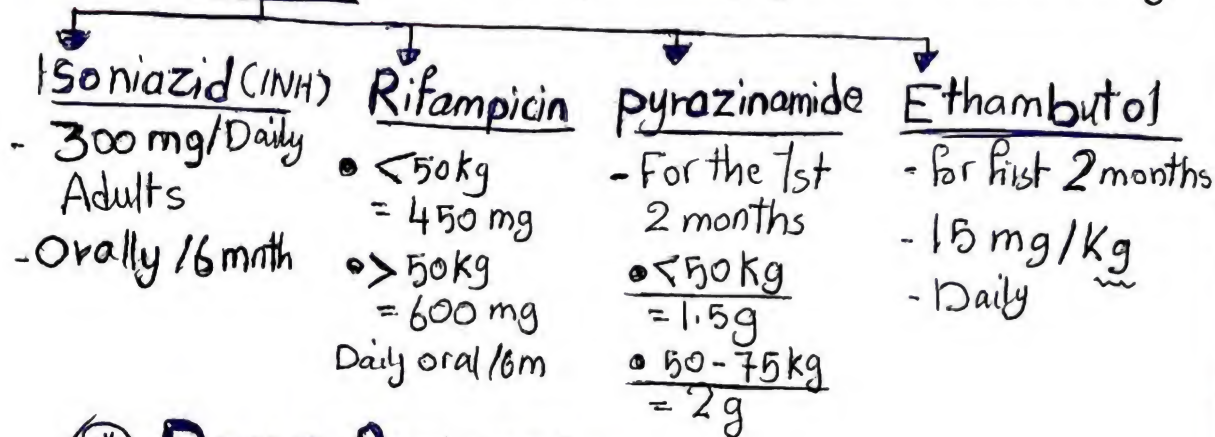 Isoniazid (INH)
- 300 mg/Daily
Adults
- Orally /6 mnth
Rifampicin
• <50kg
= 450 mg
• > 50kg
= 600 mg
Daily oral /6m
pyrazinamide
- For the 1st
2 months
• <50 kg
= 1.5g
• 50-75kg
= 2g
Ethambutol
- for first 2 months
- 15 mg/Kg
- Daily